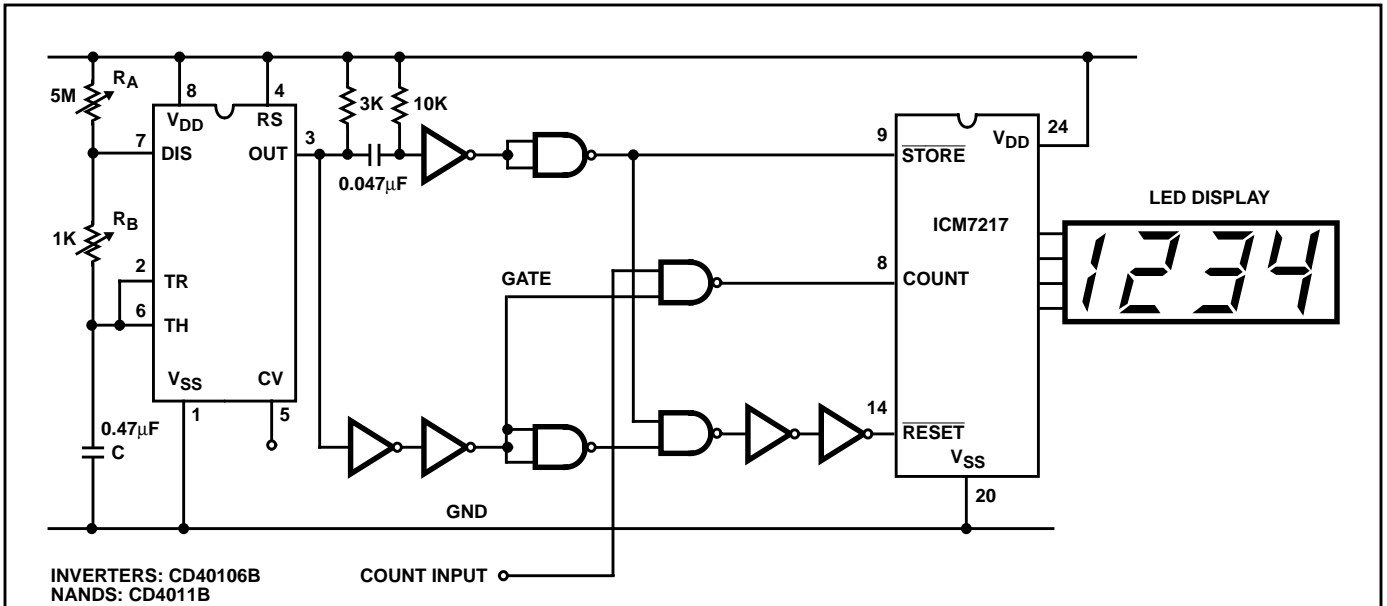 5M
RA
8
VDD
4
RS
3K
10K
7
DIS
3
OUT
0.047µF
9
STORE
VDD
24
LED DISPLAY
1K
RB
ICM7217
1234
2
TR
GATE
8
COUNT
6
TH
VSS
CV
1
5
14
RESET
0.47µF
C
VSS
20
GND
INVERTERS: CD40106B
NANDS: CD4011B
COUNT INPUT